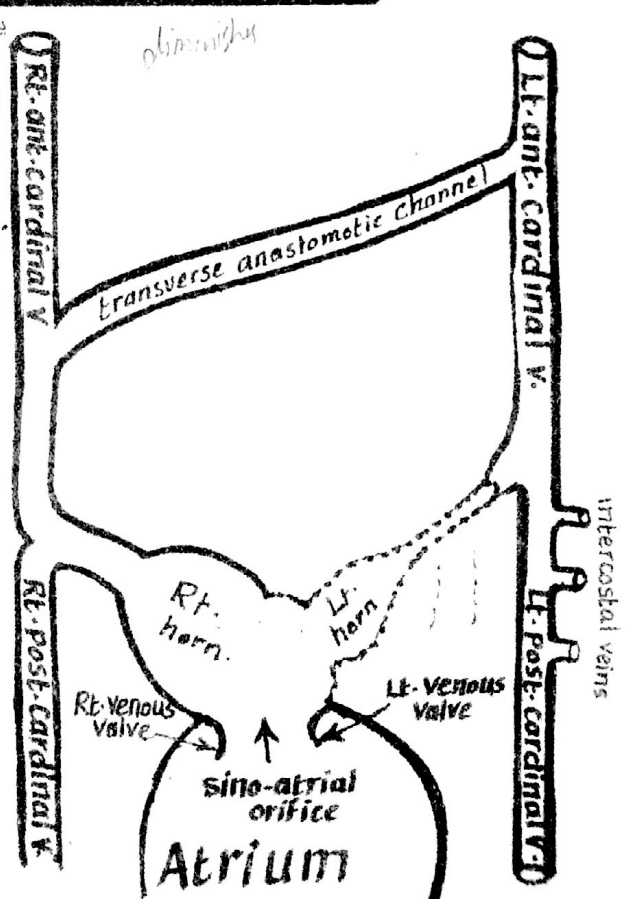 diminishes
Rt. ant. cardinal V
Lt. ant. cardinal V.
transverse anastomotic channel
intercostal veins
Rt.
horn.
Lt.
horn
Rt. post. cardinal V.
Lt. post. cardinal V.
Rt. venous
valve
Lt. venous
valve
sino-atrial
orifice
Atrium